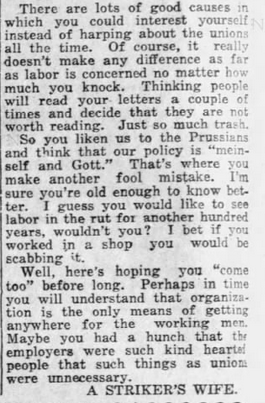 There are lots of good causes in
which you could interest yourself
instead of harping about the unions
all the time. Of course, it really
doesn't make any difference as far
as labor is concerned no matter how
much you knock. Thinking people
will read your letters a couple of
times and decide that they are not
worth reading. Just so much trash.
So you liken us to the Prussians
and think that our policy is "mein-
self and Gott." That's where you
make another fool mistake. I'm
sure you're old enough to know bet-
ter. I guess you would like to see
labor in the rut for another hundred
years, wouldn't you? I bet if you
worked in a shop you would be
scabbing it.
Well, here's hoping you "come
too" before long. Perhaps in time
you will understand that organiza-
tion is the only means of getting
anywhere for the working men.
Maybe you had a hunch that the
employers were such kind hearted
people that such things as unions
were unnecessary.
A STRIKER'S WIFE.